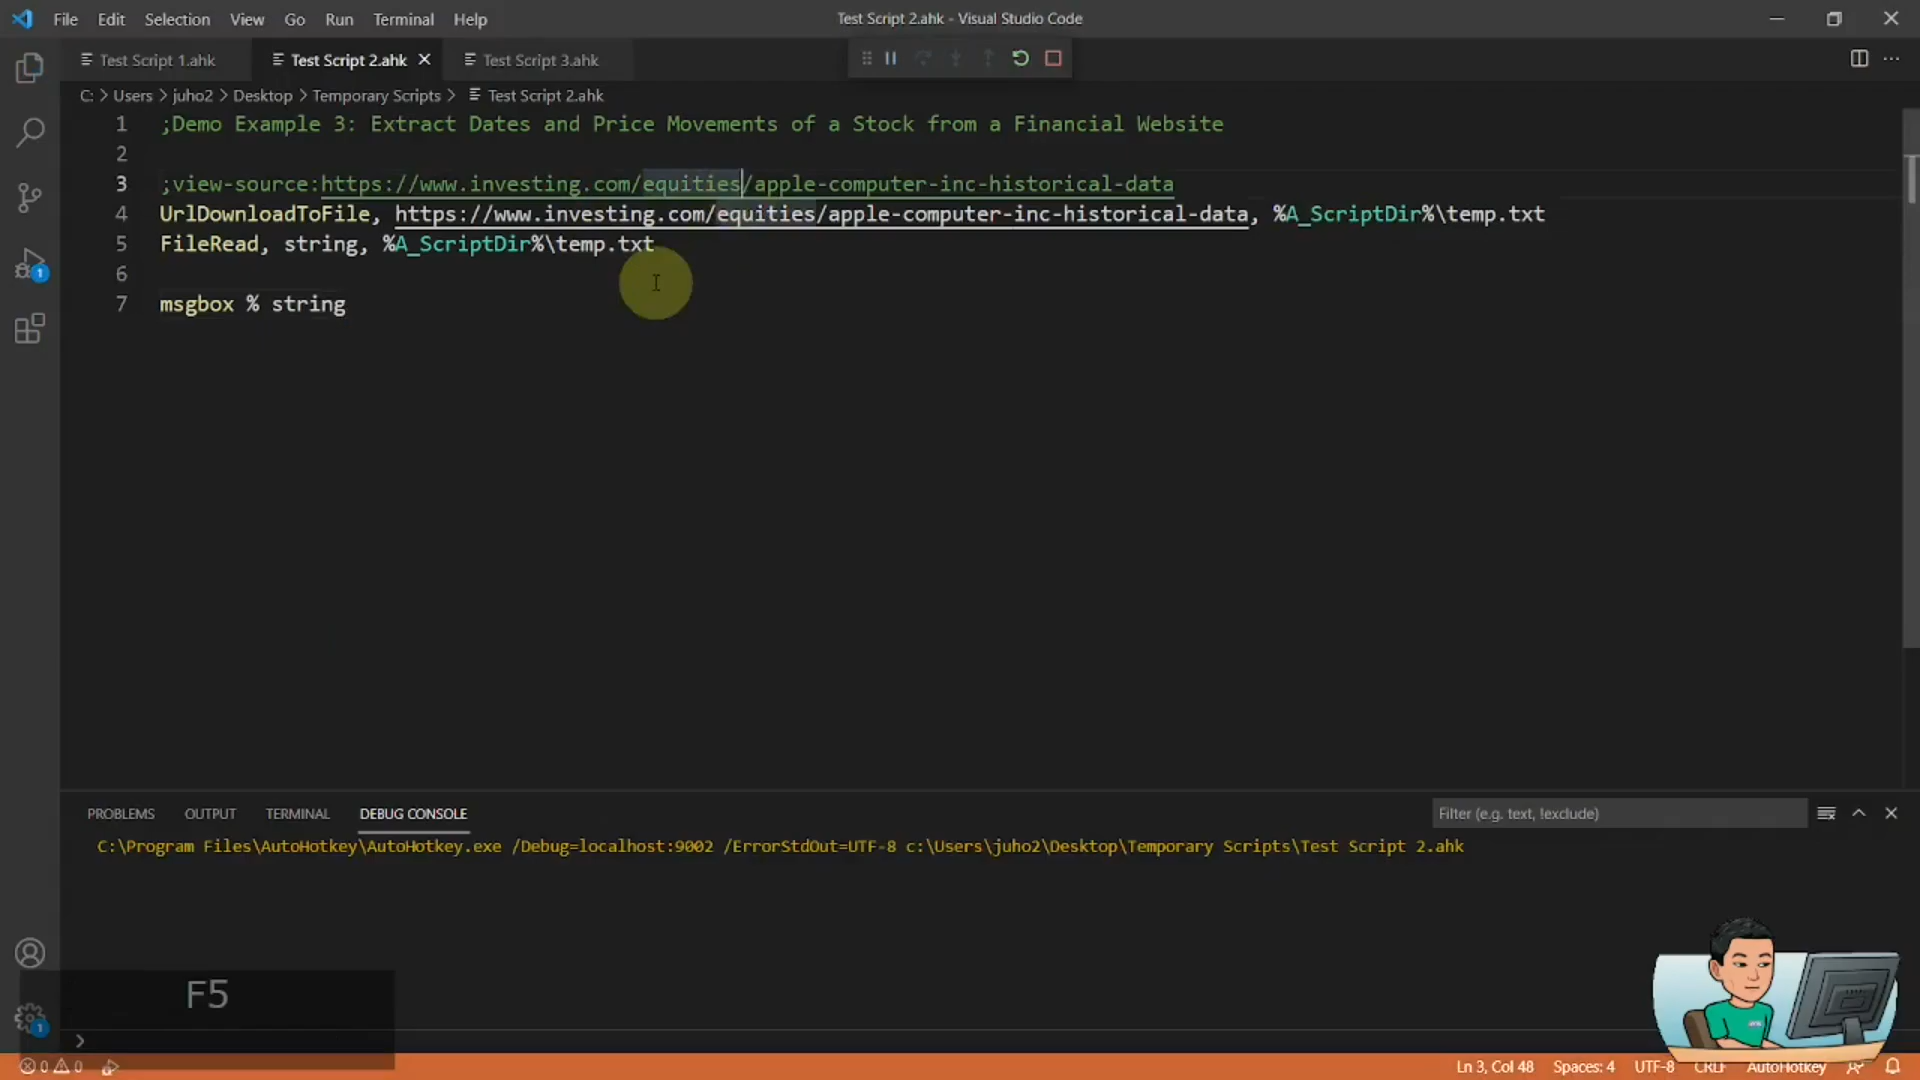 File Edit Selection View Go Run Terminal Help
Test Script 2.ahk - Visual Studio Code
Test Script 1.ahk
Test Script 2.ahk
Test Script 3.ahk
C: > Users > juho2 > Desktop > Temporary Scripts > Test Script 2.ahk
1 ;Demo Example 3: Extract Dates and Price Movements of a Stock from a Financial Website
2
3 ;view-source:https://www.investing.com/equities/apple-computer-inc-historical-data
4 UrlDownloadToFile, https://www.investing.com/equities/apple-computer-inc-historical-data, %A_ScriptDir%\temp.txt
5 FileRead, string, %A_ScriptDir%\temp.txt
6
7 msgbox % string
1
PROBLEMS OUTPUT TERMINAL DEBUG CONSOLE
Filter (e.g. text, !exclude)
C:\Program Files\AutoHotkey\AutoHotkey.exe /Debug=localhost:9002 /ErrorStdOut=UTF-8 c:\Users\juho2\Desktop\Temporary Scripts\Test Script 2.ahk
F5
1
0 0
Ln 3, Col 48 Spaces: 4 UTF-8 CRLF AutoHotkey